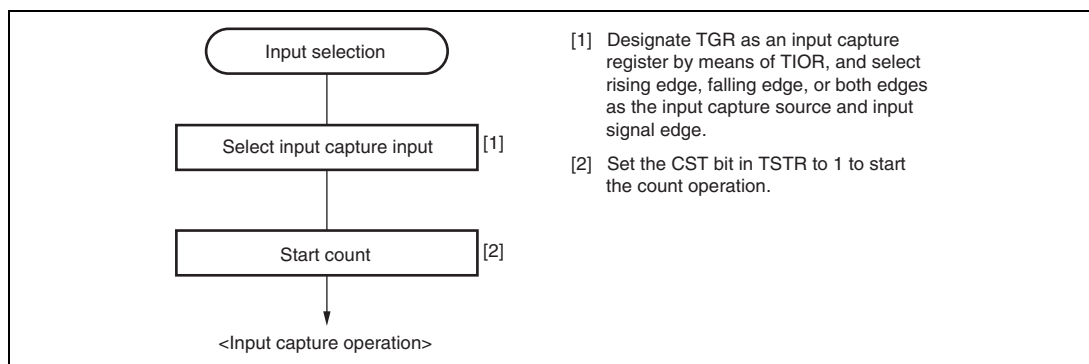 Input selection
Select input capture input
[1]
Start count
[2]
<Input capture operation>
[1] Designate TGR as an input capture
register by means of TIOR, and select
rising edge, falling edge, or both edges
as the input capture source and input
signal edge.
[2] Set the CST bit in TSTR to 1 to start
the count operation.